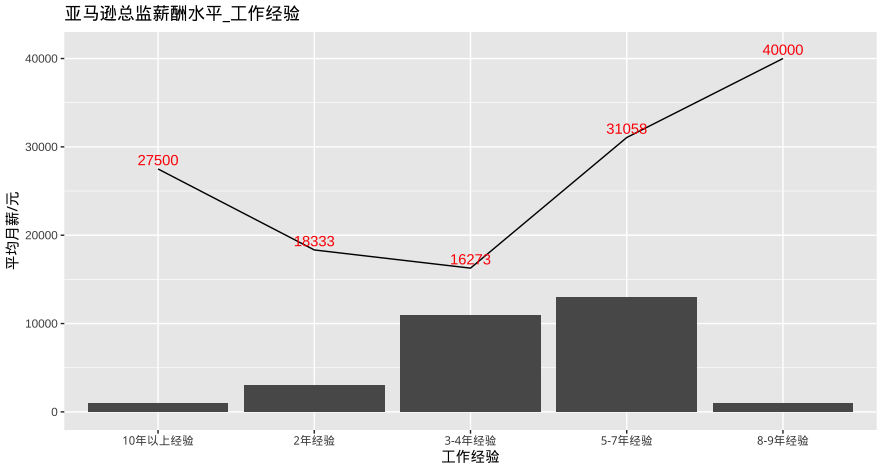 亚马逊总监薪酬水平_工作经验
平均月薪/元
40000
30000
20000
10000
0
27500
18333
16273
31058
40000
10年以上经验
2年经验
3-4年经验
5-7年经验
8-9年经验
工作经验